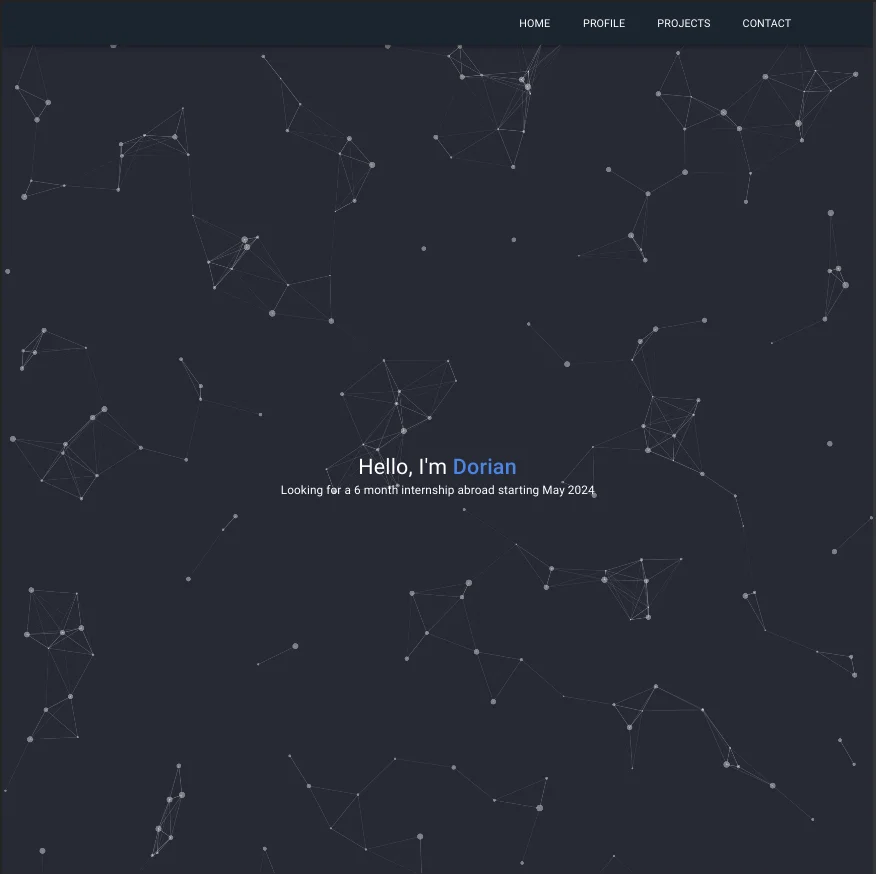 HOME PROFILE PROJECTS CONTACT
Hello, I'm Dorian
Looking for a 6 month internship abroad starting May 2024